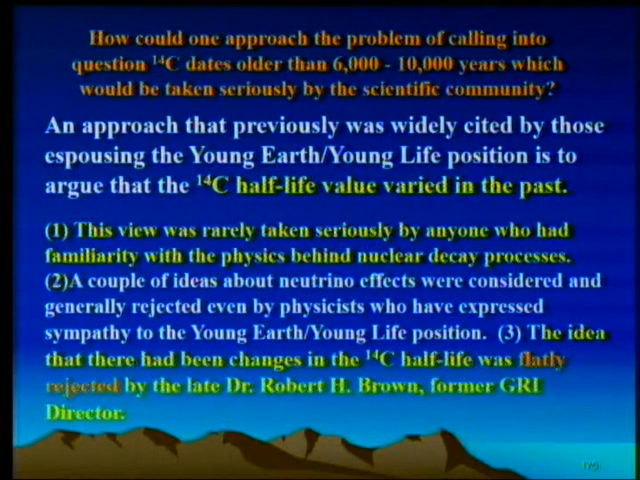 How could one approach the problem of calling into
question ¹⁴C dates older than 6,000 - 10,000 years which
would be taken seriously by the scientific community?
An approach that previously was widely cited by those
espousing the Young Earth/Young Life position is to
argue that the ¹⁴C half-life value varied in the past.
(1) This view was rarely taken seriously by anyone who had
familiarity with the physics behind nuclear decay processes.
(2)A couple of ideas about neutrino effects were considered and
generally rejected even by physicists who have expressed
sympathy to the Young Earth/Young Life position. (3) The idea
that there had been changes in the ¹⁴C half-life was flatly
rejected by the late Dr. Robert H. Brown, former GRI
Director.